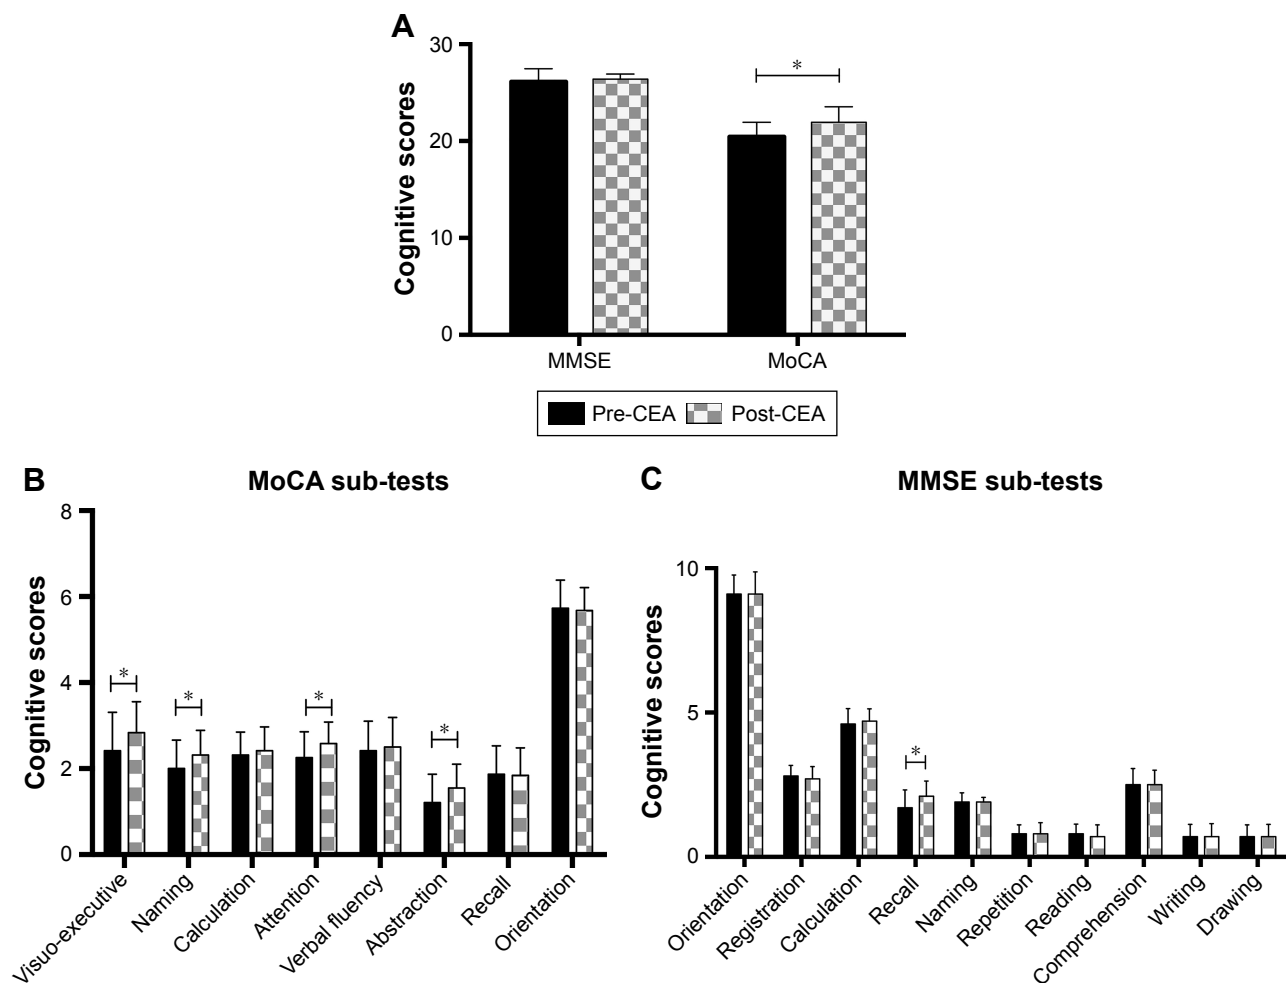 A
Cognitive scores
30
20
10
0
*
MMSE
MoCA
Pre-CEA
Post-CEA
B
MoCA sub-tests
Cognitive scores
8
6
4
2
0
*
*
*
*
Visuo-executive
Naming
Calculation
Attention
Verbal fluency
Abstraction
Recall
Orientation
C
MMSE sub-tests
Cognitive scores
10
5
0
*
Orientation
Registration
Calculation
Recall
Naming
Repetition
Reading
Comprehension
Writing
Drawing